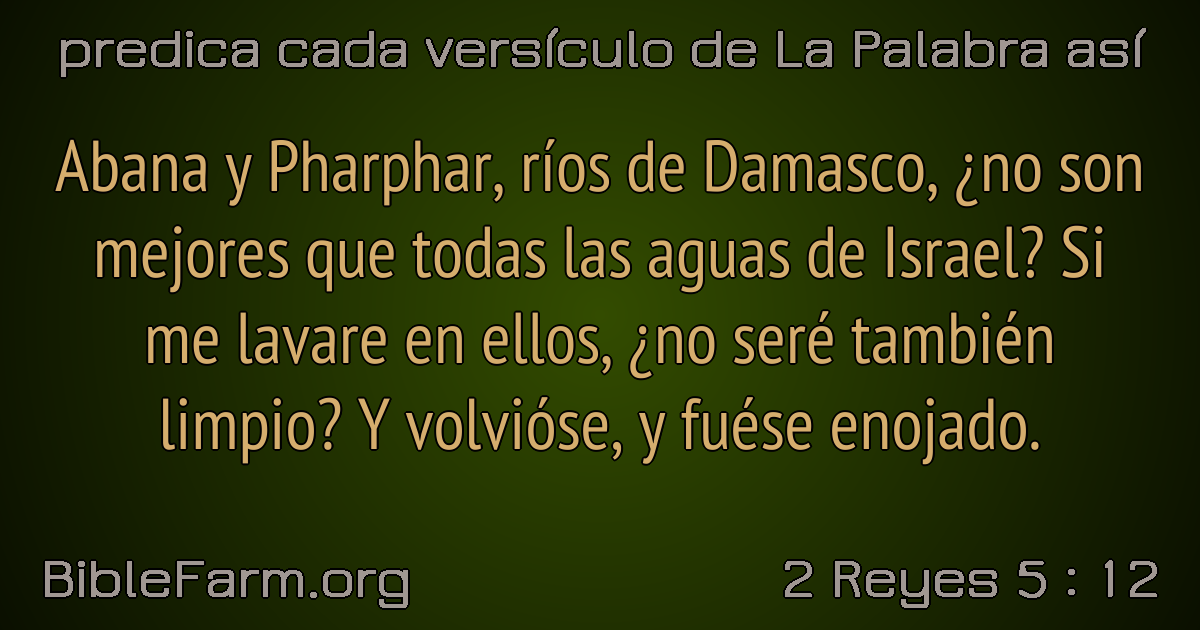 predica cada versículo de La Palabra así
Abana y Pharphar, ríos de Damasco, ¿no son
mejores que todas las aguas de Israel? Si
me lavare en ellos, ¿no seré también
limpio? Y volvióse, y fuése enojado.
BibleFarm.org
2 Reyes 5 : 12